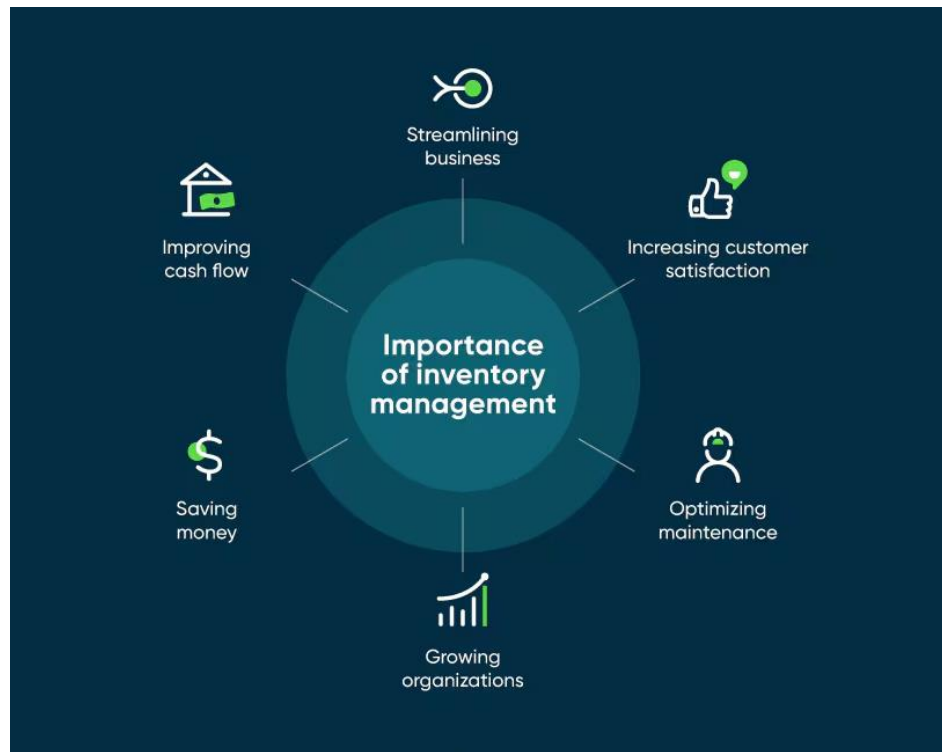 Streamlining
business
Improving
cash flow
Increasing customer
satisfaction
Importance
of inventory
management
Saving
money
Optimizing
maintenance
Growing
organizations